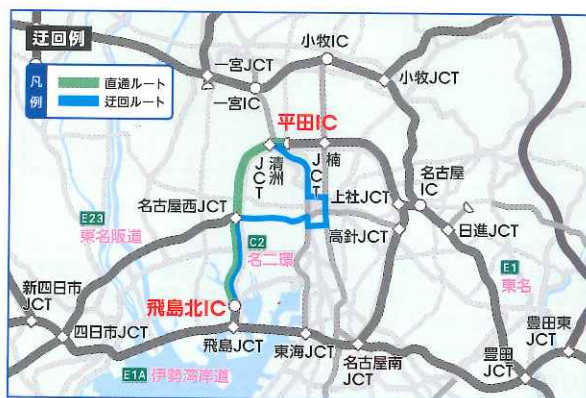 迂回例
凡例
直通ルート
迂回ルート
一宮JCT
一宮IC
小牧IC
小牧JCT
平田IC
清洲JCT
楠JCT
名古屋IC
上社JCT
名古屋西JCT
高針JCT
日進JCT
E23
東名阪道
C2
名二環
E1
東名
新四日市JCT
飛島北IC
四日市JCT
飛島JCT
東海JCT
名古屋南JCT
豊田JCT
豊田東JCT
E1A 伊勢湾岸道